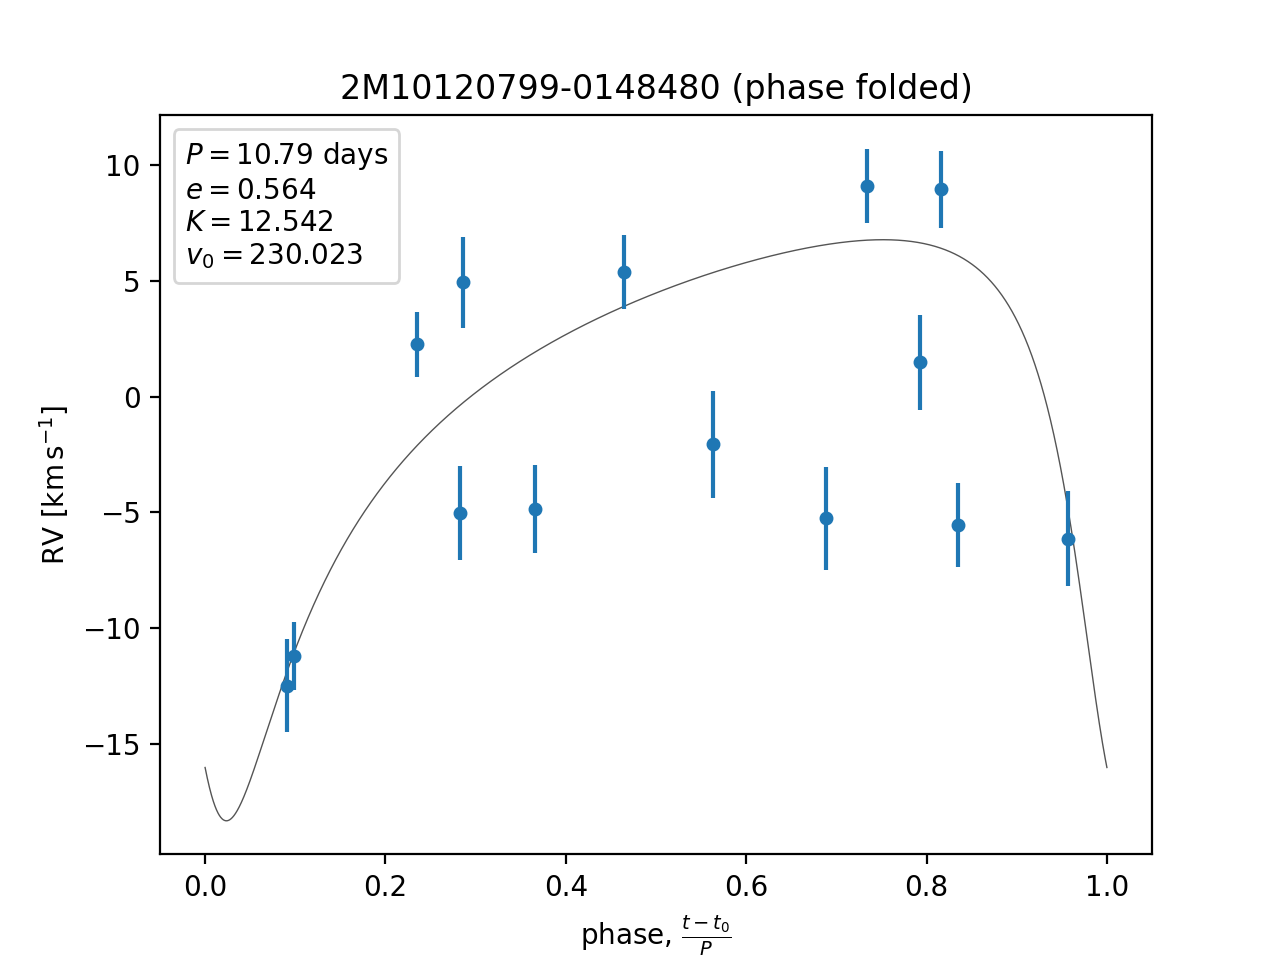 2M10120799-0148480 (phase folded)
P = 10.79 days
e = 0.564
K = 12.542
v₀ = 230.023
10
5
0
−5
−10
−15
RV [km s⁻¹]
0.0 0.2 0.4 0.6 0.8 1.0
phase, (t − t₀)/P